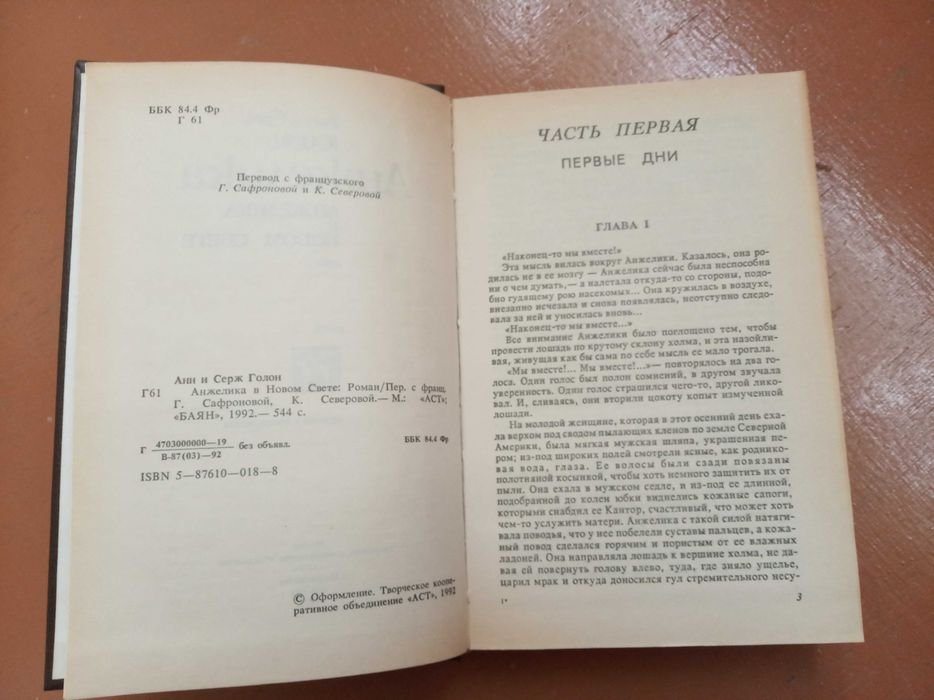 ББК 84.4 Фр
Г 61
Перевод с французского
Г. Сафроновой и К. Северовой
Анн и Серж Голон
Г61 Анжелика в Новом Свете: Роман/Пер. с франц.
Г. Сафроновой, К. Северовой.— М.: «АСТ»;
«БАЯН», 1992.— 544 с.
Г 4703000000—19 без объявл.
В-87(03)—92
ББК 84.4 Фр
ISBN 5—87610—018—8
© Оформление. Творческое коопе-
ративное объединение «АСТ», 1992
ЧАСТЬ ПЕРВАЯ
ПЕРВЫЕ ДНИ
ГЛАВА I
«Наконец-то мы вместе!»
Эта мысль вилась вокруг Анжелики. Казалось, она ро-
дилась не в ее мозгу — Анжелика сейчас была неспособна
ни о чем думать,— а налетала откуда-то со стороны, подо-
бно гудящему рою насекомых... Она кружилась в воздухе,
внезапно исчезала и снова появлялась, неотступно следо-
вала за ней и уносилась вновь...
«Наконец-то мы вместе...»
Все внимание Анжелики было поглощено тем, чтобы
провести лошадь по крутому склону холма, и эта назойли-
вая, живущая как бы сама по себе мысль ее мало трогала.
«Мы вместе!... Мы вместе!...»— повторялось на два го-
лоса. Один голос был полон сомнений, в другом звучала
уверенность. Один голос страшился чего-то, другой лико-
вал. И, сливаясь, они вторили цокоту копыт измученной
лошади.
На молодой женщине, которая в этот осенний день еха-
ла верхом под сводом пылающих кленов по земле Северной
Америки, была мягкая мужская шляпа, украшенная пе-
ром; из-под широких полей смотрели ясные, как роднико-
вая вода, глаза. Ее волосы были сзади повязаны
полотняной косынкой, чтобы хоть немного защитить их от
пыли. Она ехала в мужском седле, и из-под ее длинной,
подобранной до колен юбки виднелись кожаные сапоги,
которыми снабдил ее Кантор, счастливый, что может хоть
чем-то услужить матери. Анжелика с такой силой натяги-
вала поводья, что у нее побелели суставы пальцев, а кожа-
ный повод сделался горячим и пористым от ее влажных
ладоней. Она направляла лошадь к вершине холма, не да-
вая ей повернуть голову влево, туда, где зияло ущелье,
царил мрак и откуда доносился гул стремительного несу-
1*
3